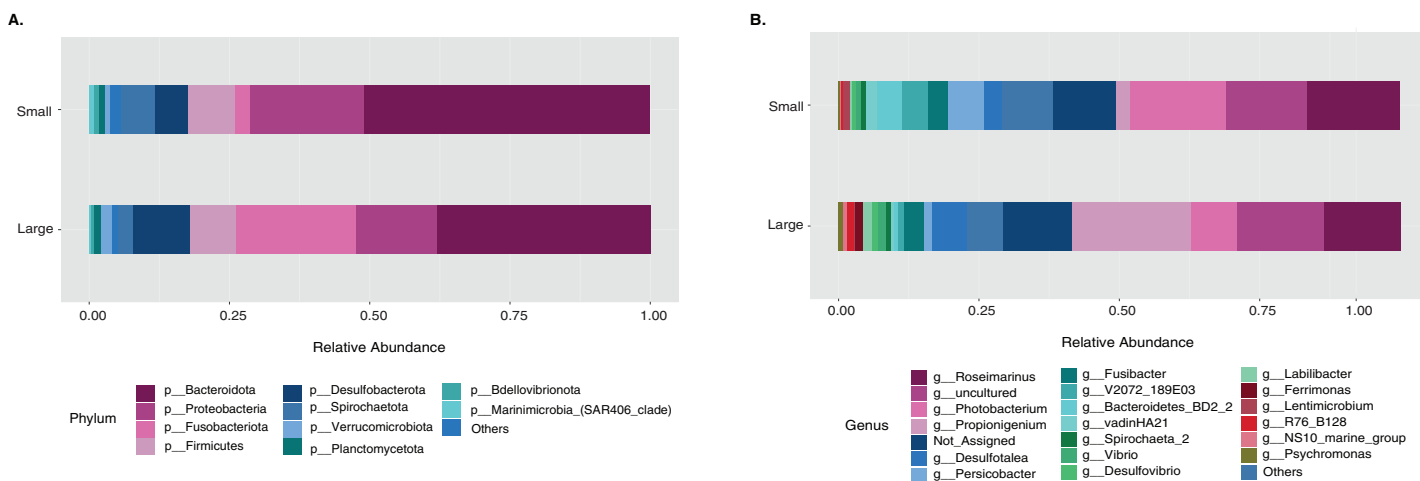 A.
Small
Large
0.00 0.25 0.50 0.75 1.00
Relative Abundance
Phylum
p__Bacteroidota
p__Proteobacteria
p__Fusobacteriota
p__Firmicutes
p__Desulfobacterota
p__Spirochaetota
p__Verrucomicrobiota
p__Planctomycetota
p__Bdellovibrionota
p__Marinimicrobia_(SAR406_clade)
Others
B.
Small
Large
0.00 0.25 0.50 0.75 1.00
Relative Abundance
Genus
g__Roseimarinus
g__uncultured
g__Photobacterium
g__Propionigenium
Not_Assigned
g__Desulfotalea
g__Persicobacter
g__Fusibacter
g__V2072_189E03
g__Bacteroidetes_BD2_2
g__vadinHA21
g__Spirochaeta_2
g__Vibrio
g__Desulfovibrio
g__Labilibacter
g__Ferrimonas
g__Lentimicrobium
g__R76_B128
g__NS10_marine_group
g__Psychromonas
Others